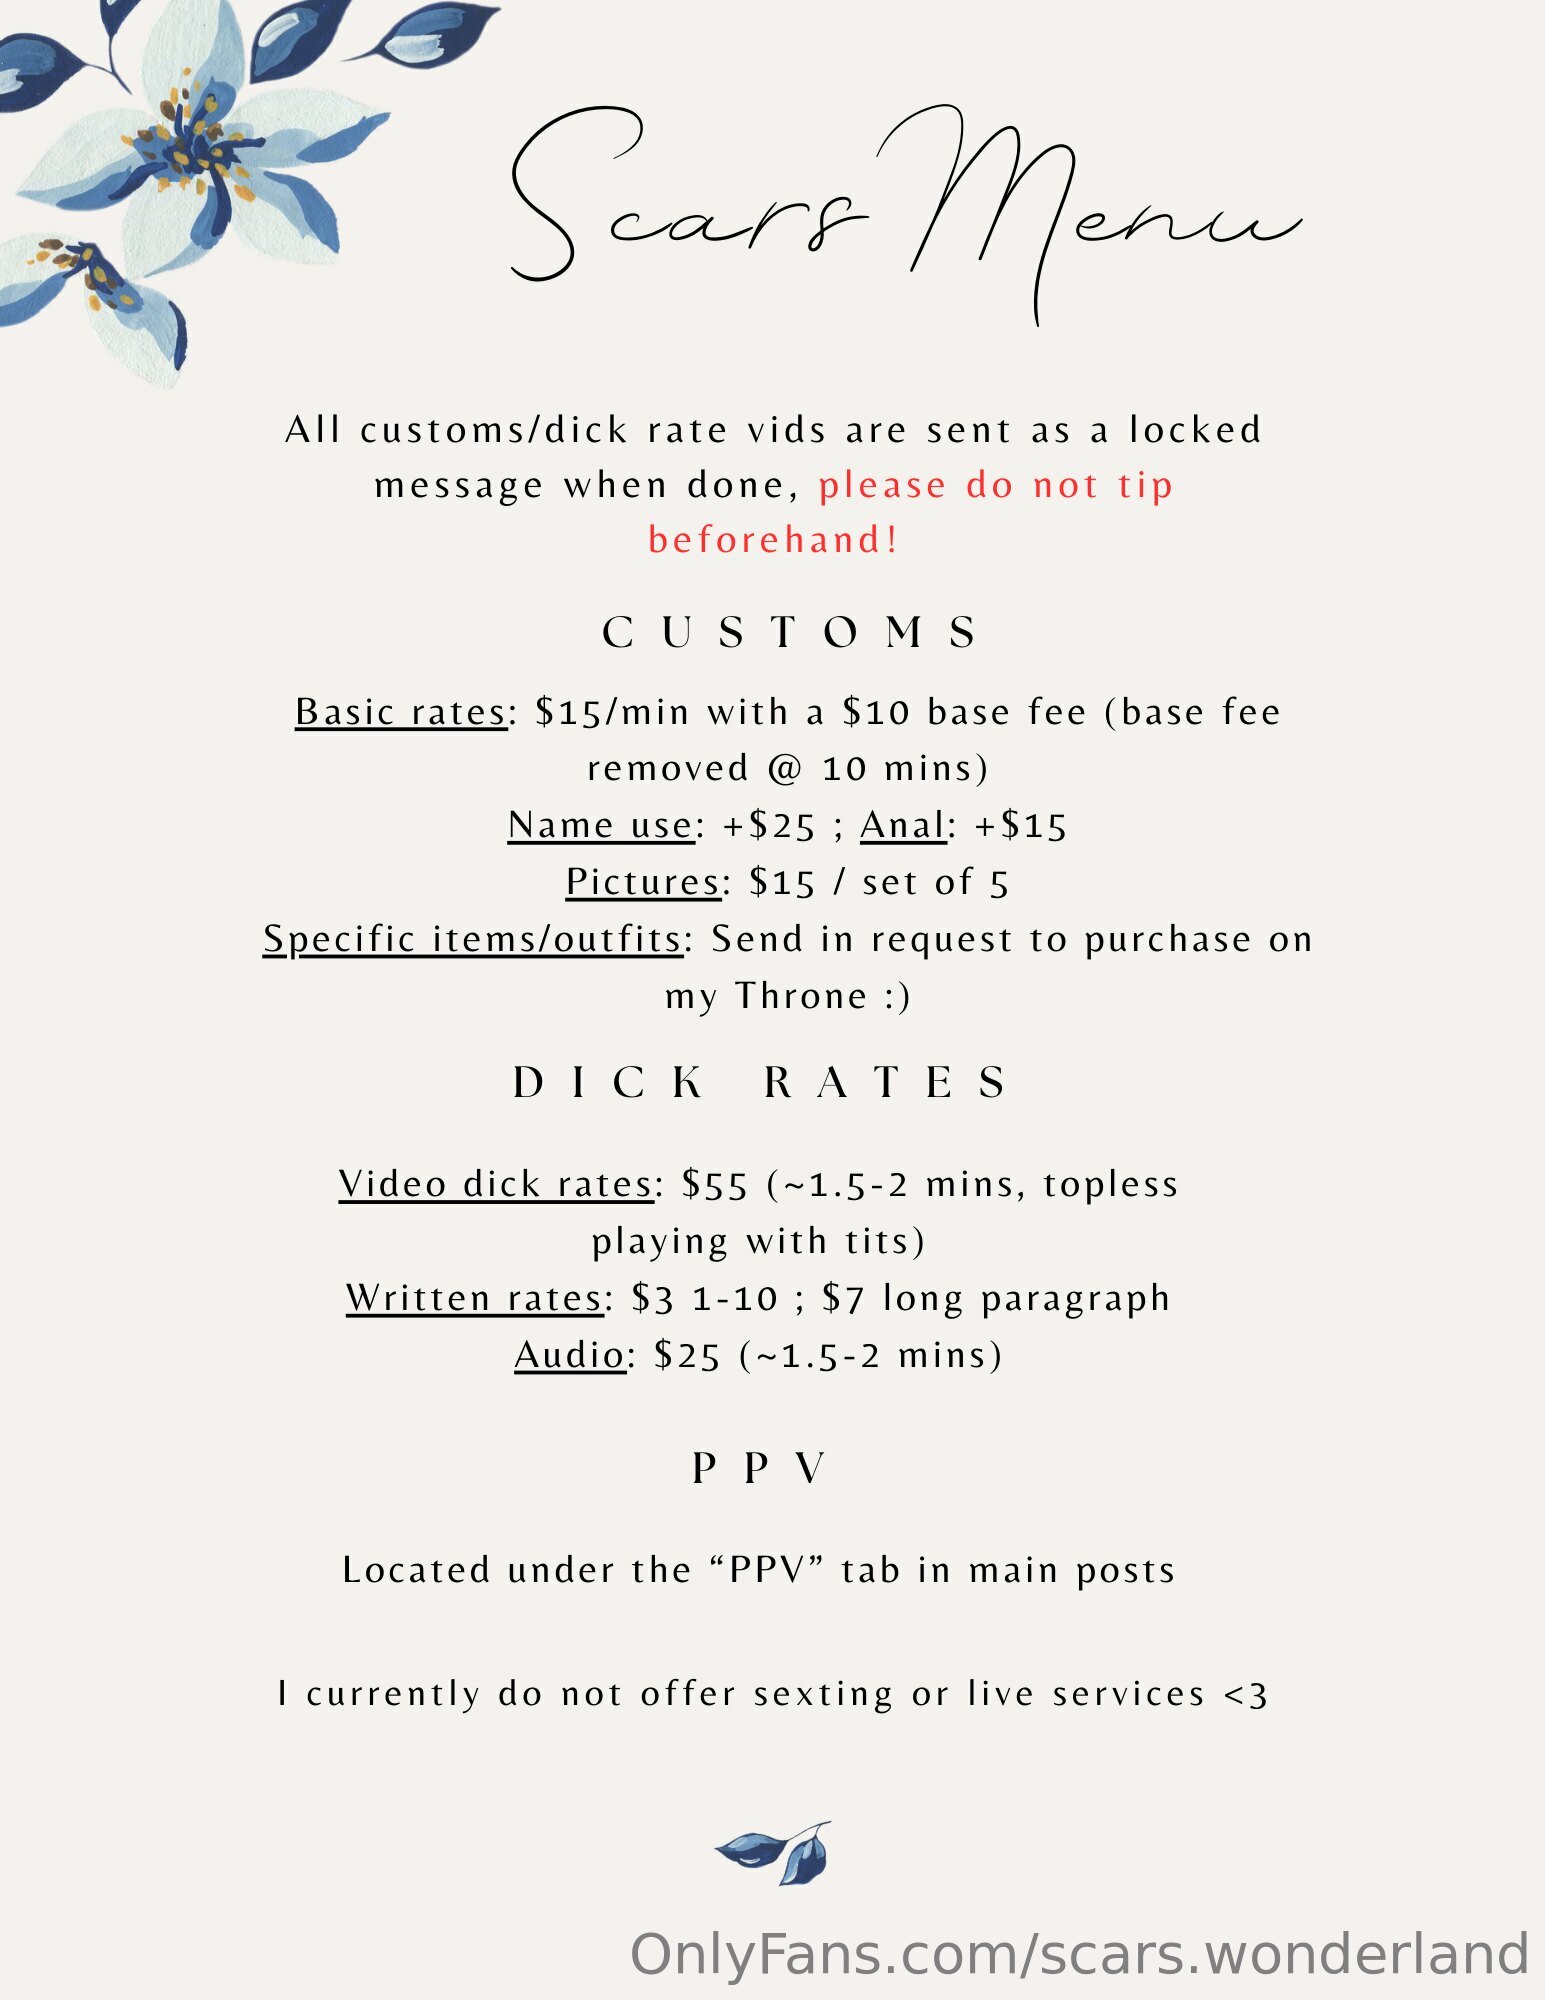 Scars Menu
All customs/dick rate vids are sent as a locked
message when done, please do not tip
beforehand!
CUSTOMS
Basic rates: $15/min with a $10 base fee (base fee
removed @ 10 mins)
Name use: +$25 ; Anal: +$15
Pictures: $15 / set of 5
Specific items/outfits: Send in request to purchase on
my Throne :)
DICK RATES
Video dick rates: $55 (~1.5-2 mins, topless
playing with tits)
Written rates: $3 1-10 ; $7 long paragraph
Audio: $25 (~1.5-2 mins)
PPV
Located under the “PPV” tab in main posts
I currently do not offer sexting or live services <3
OnlyFans.com/scars.wonderland